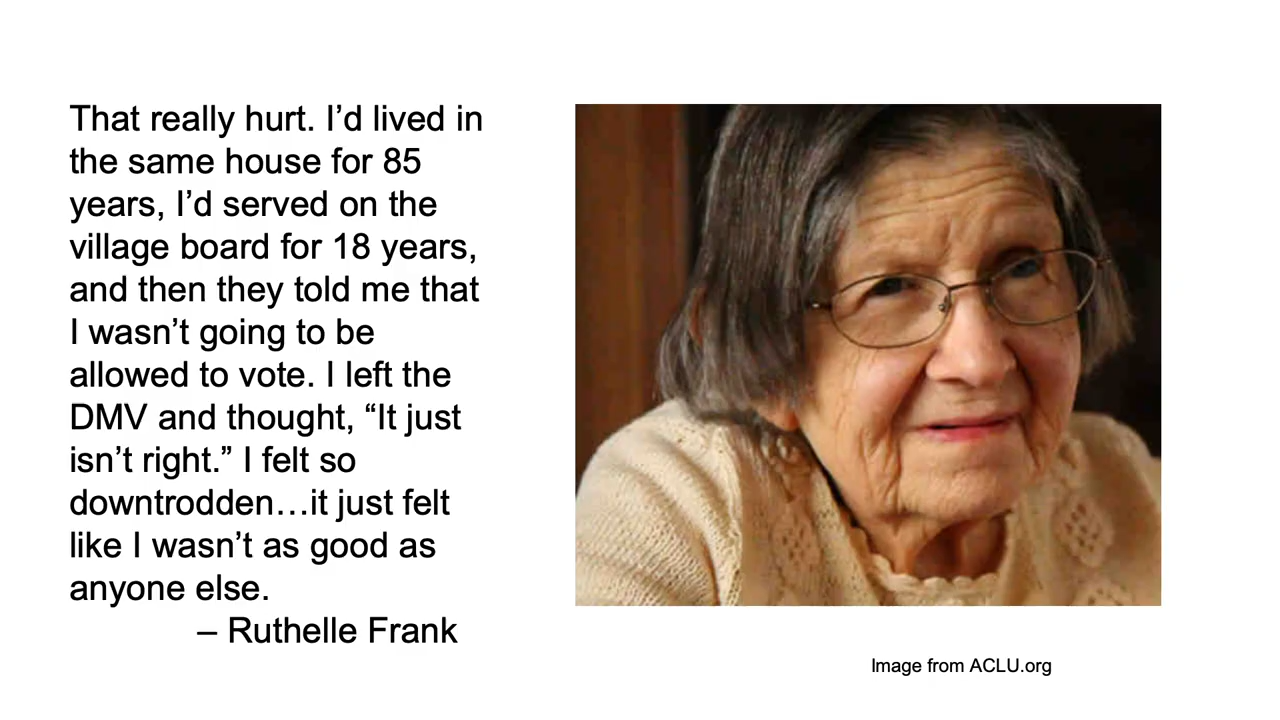 That really hurt. I’d lived in
the same house for 85
years, I’d served on the
village board for 18 years,
and then they told me that
I wasn’t going to be
allowed to vote. I left the
DMV and thought, “It just
isn’t right.” I felt so
downtrodden…it just felt
like I wasn’t as good as
anyone else.
– Ruthelle Frank
Image from ACLU.org